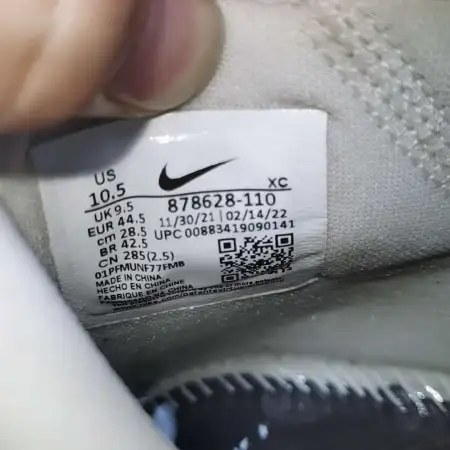 US
10.5
UK 9.5
EUR 44.5
cm 28.5
BR 42.5
CN 285(2.5)
01PFMUNF77FMB
MADE IN CHINA
HECHO EN CHINA
FABRIQUE EN CHINE
XC
878628-110
11/30/21 | 02/14/22
UPC 00883419090141